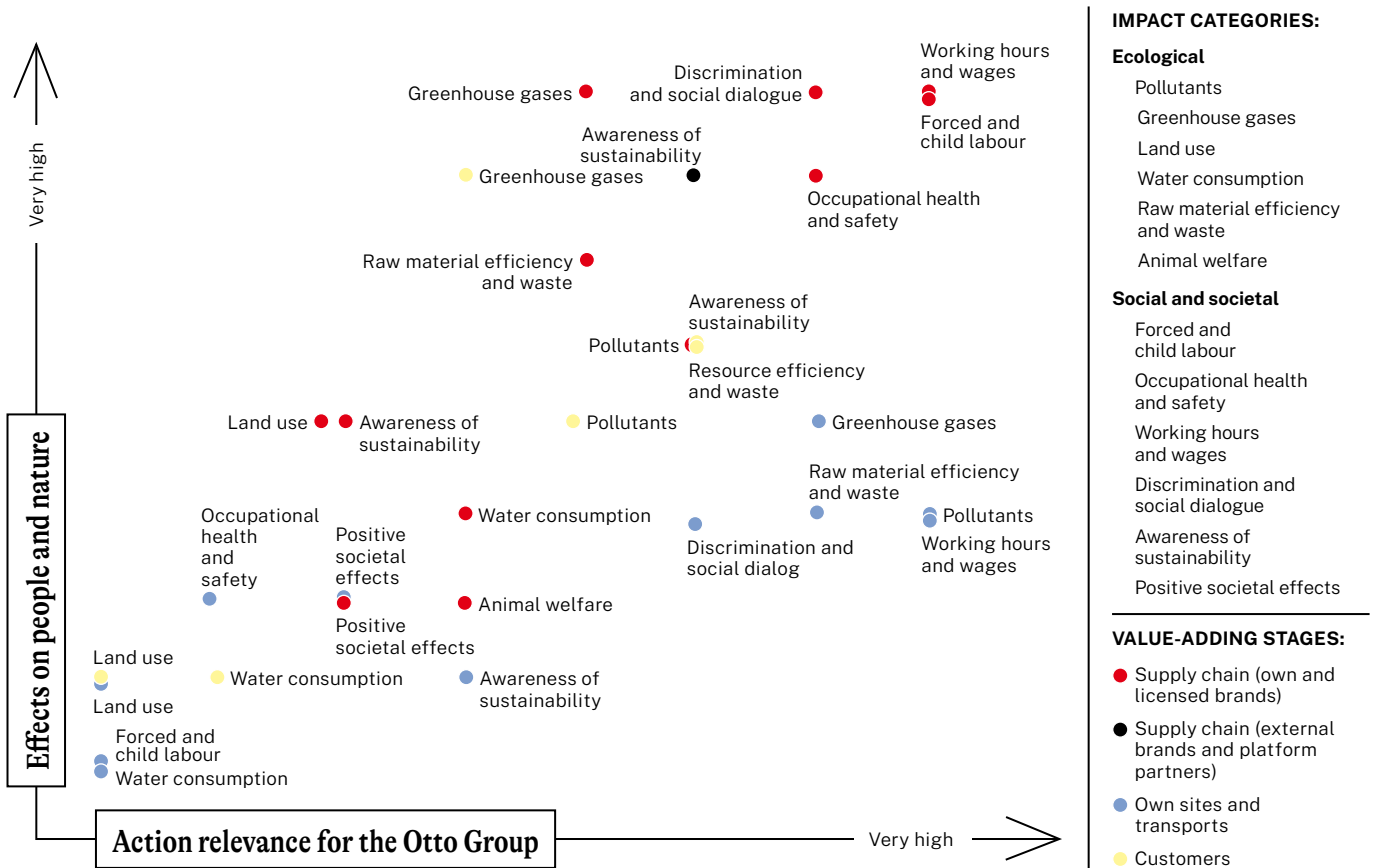 Very high
Effects on people and nature
Action relevance for the Otto Group
Very high
Working hours
and wages
Discrimination
and social dialogue
Greenhouse gases
Forced and
child labour
Awareness of
sustainability
Greenhouse gases
Occupational health
and safety
Raw material efficiency
and waste
Awareness of
sustainability
Pollutants
Resource efficiency
and waste
Land use
Awareness of
sustainability
Pollutants
Greenhouse gases
Raw material efficiency
and waste
Occupational
health
and
safety
Positive
societal
effects
Water consumption
Discrimination and
social dialog
Pollutants
Working hours
and wages
Positive
societal effects
Animal welfare
Land use
Land use
Water consumption
Awareness of
sustainability
Forced and
child labour
Water consumption
IMPACT CATEGORIES:
Ecological
Pollutants
Greenhouse gases
Land use
Water consumption
Raw material efficiency
and waste
Animal welfare
Social and societal
Forced and
child labour
Occupational health
and safety
Working hours
and wages
Discrimination and
social dialogue
Awareness of
sustainability
Positive societal effects
VALUE-ADDING STAGES:
Supply chain (own and
licensed brands)
Supply chain (external
brands and platform
partners)
Own sites and
transports
Customers